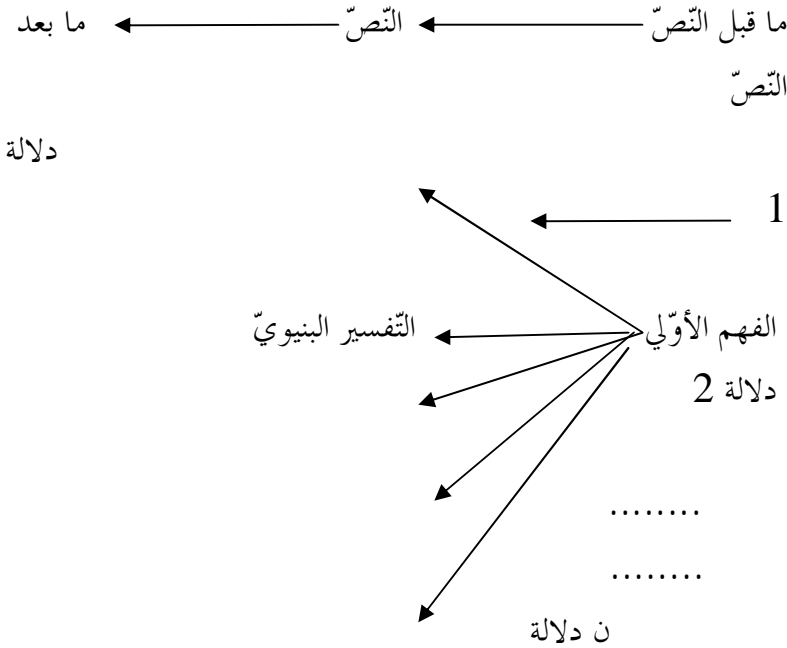 ما قبل النّصّ النّصّ ما بعد
النّصّ
دلالة
1
الفهم الأوّلي التّفسير البنيويّ
دلالة 2
........
........
ن دلالة